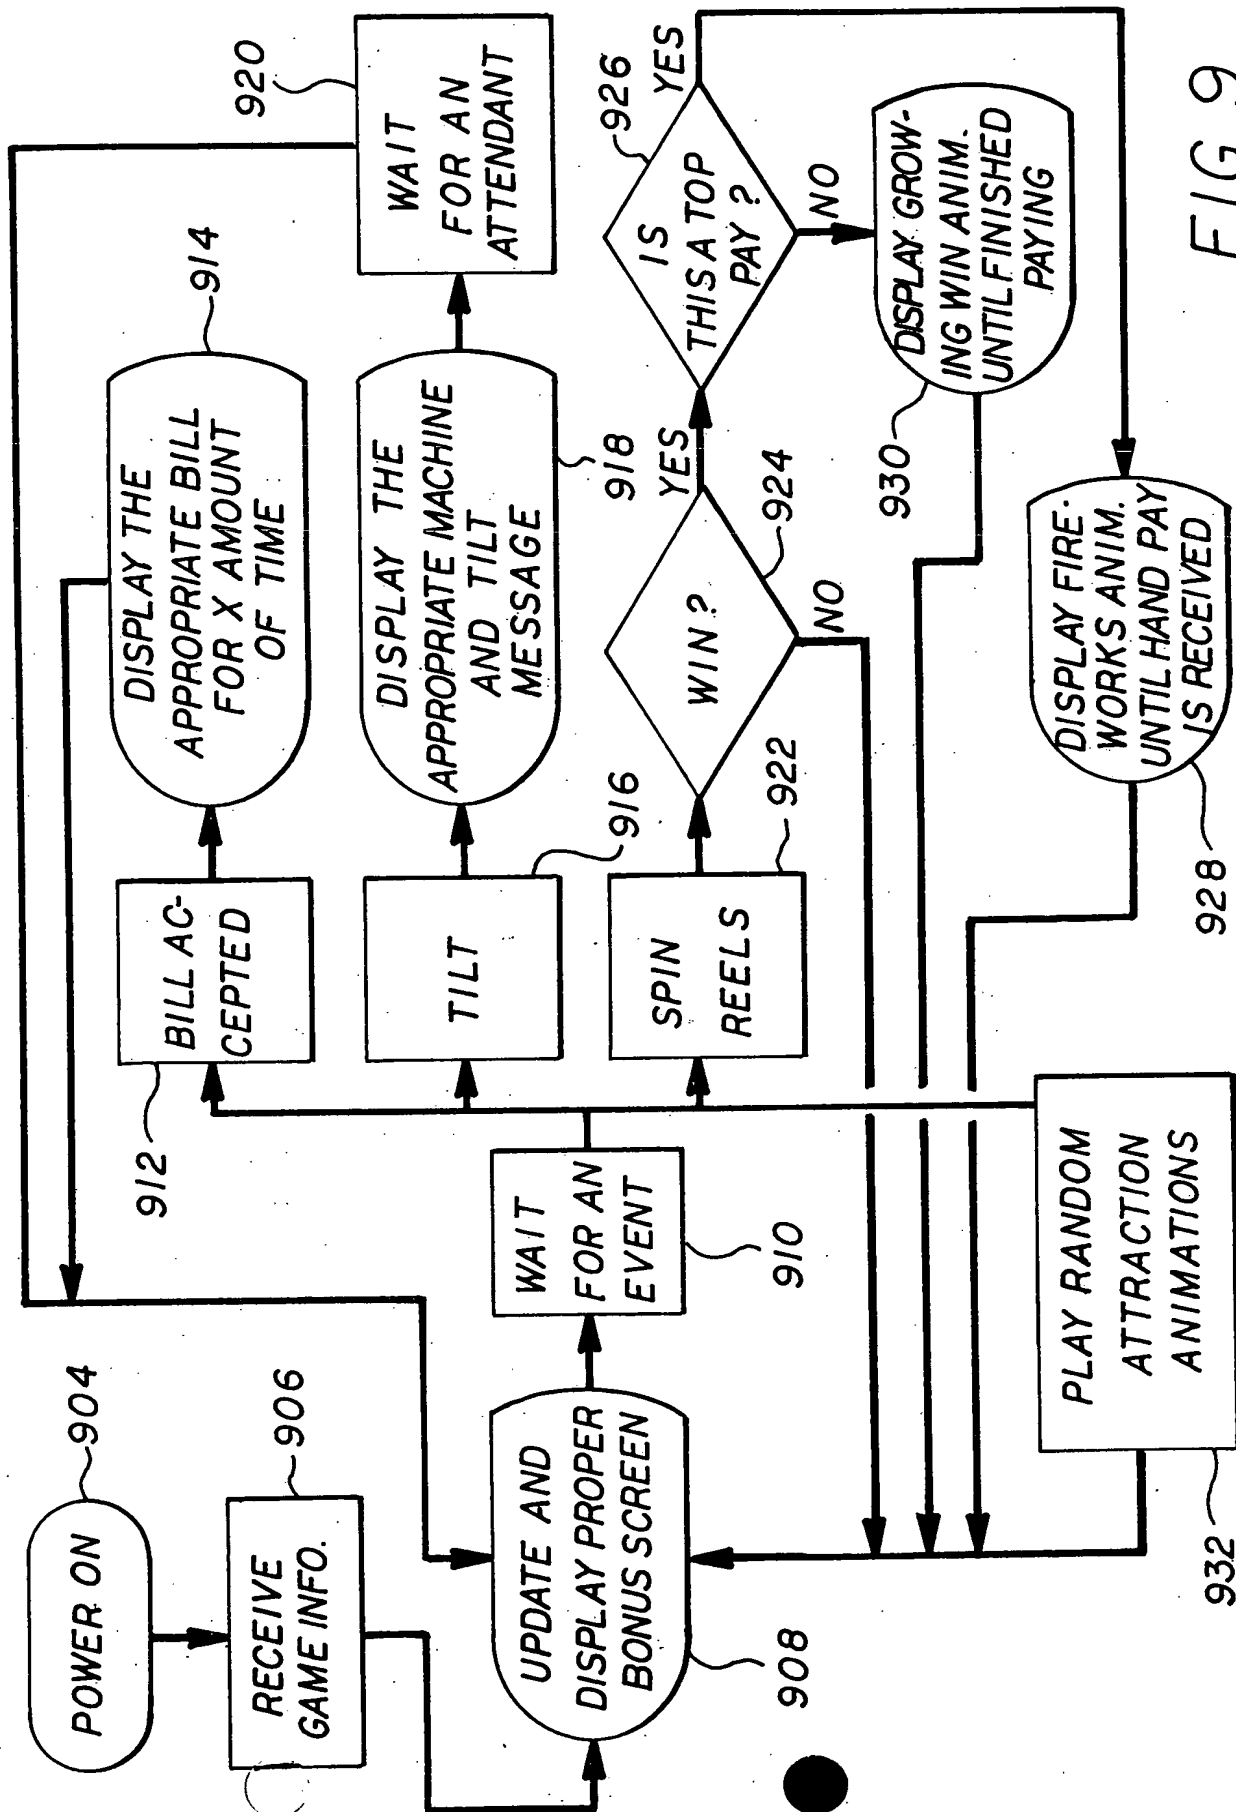 POWER ON
904
RECEIVE
GAME INFO.
906
UPDATE AND
DISPLAY PROPER
BONUS SCREEN
908
WAIT
FOR AN
EVENT
910
BILL AC-
CEPTED
912
DISPLAY THE
APPROPRIATE BILL
FOR X AMOUNT
OF TIME
914
TILT
916
DISPLAY THE
APPROPRIATE MACHINE
AND TILT
MESSAGE
918
WAIT
FOR AN
ATTENDANT
920
SPIN
REELS
922
WIN?
924
YES
NO
IS
THIS A TOP
PAY?
926
YES
NO
DISPLAY GROW-
ING WIN ANIM.
UNTIL FINISHED
PAYING
930
DISPLAY FIRE-
WORKS ANIM.
UNTIL HAND PAY
IS RECEIVED
928
PLAY RANDOM
ATTRACTION
ANIMATIONS
932
FIG. 9